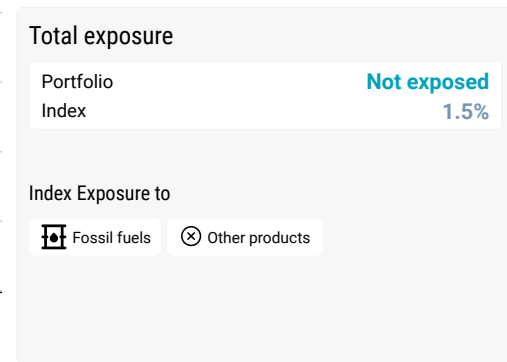 Total exposure
Portfolio Not exposed
Index 1.5%
Index Exposure to
Fossil fuels Other products